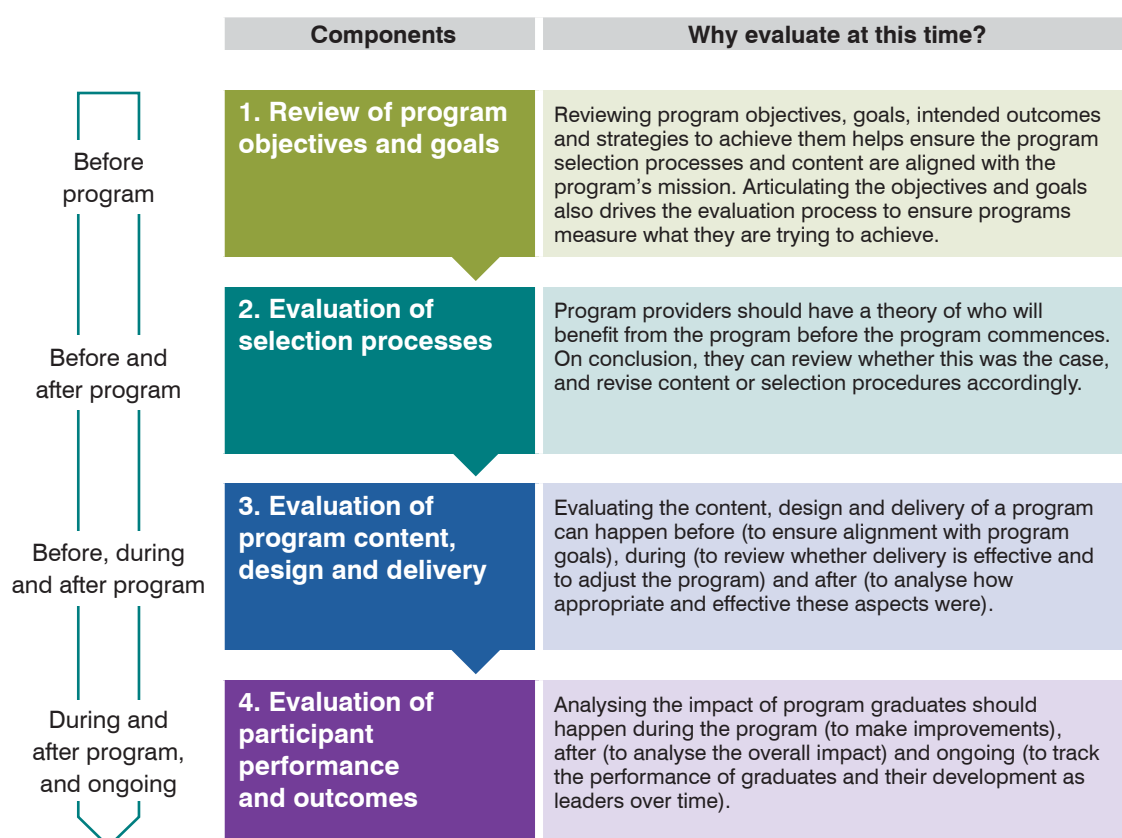 Components
Why evaluate at this time?
Before
program
1. Review of program
objectives and goals
Reviewing program objectives, goals, intended outcomes
and strategies to achieve them helps ensure the program
selection processes and content are aligned with the
program's mission. Articulating the objectives and goals
also drives the evaluation process to ensure programs
measure what they are trying to achieve.
Before and
after program
2. Evaluation of
selection processes
Program providers should have a theory of who will
benefit from the program before the program commences.
On conclusion, they can review whether this was the case,
and revise content or selection procedures accordingly.
Before, during
and after program
3. Evaluation of
program content,
design and delivery
Evaluating the content, design and delivery of a program
can happen before (to ensure alignment with program
goals), during (to review whether delivery is effective and
to adjust the program) and after (to analyse how
appropriate and effective these aspects were).
During and
after program,
and ongoing
4. Evaluation of
participant
performance
and outcomes
Analysing the impact of program graduates should
happen during the program (to make improvements),
after (to analyse the overall impact) and ongoing (to track
the performance of graduates and their development as
leaders over time).